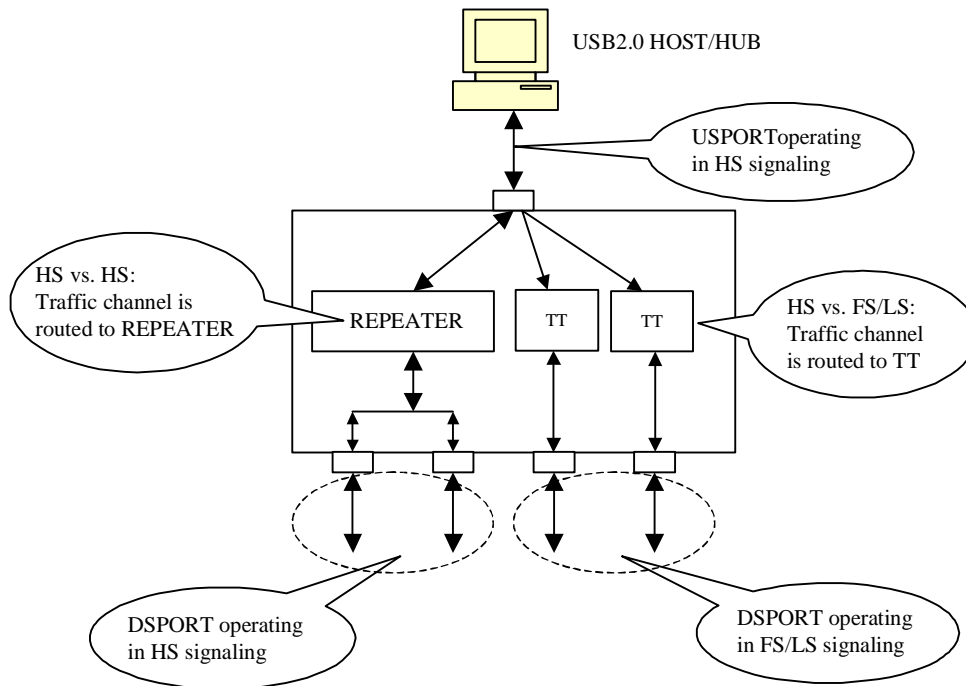 USB2.0 HOST/HUB
USPORToperating
in HS signaling
HS vs. HS:
Traffic channel is
routed to REPEATER
REPEATER
TT
TT
HS vs. FS/LS:
Traffic channel
is routed to TT
DSPORT operating
in HS signaling
DSPORT operating
in FS/LS signaling